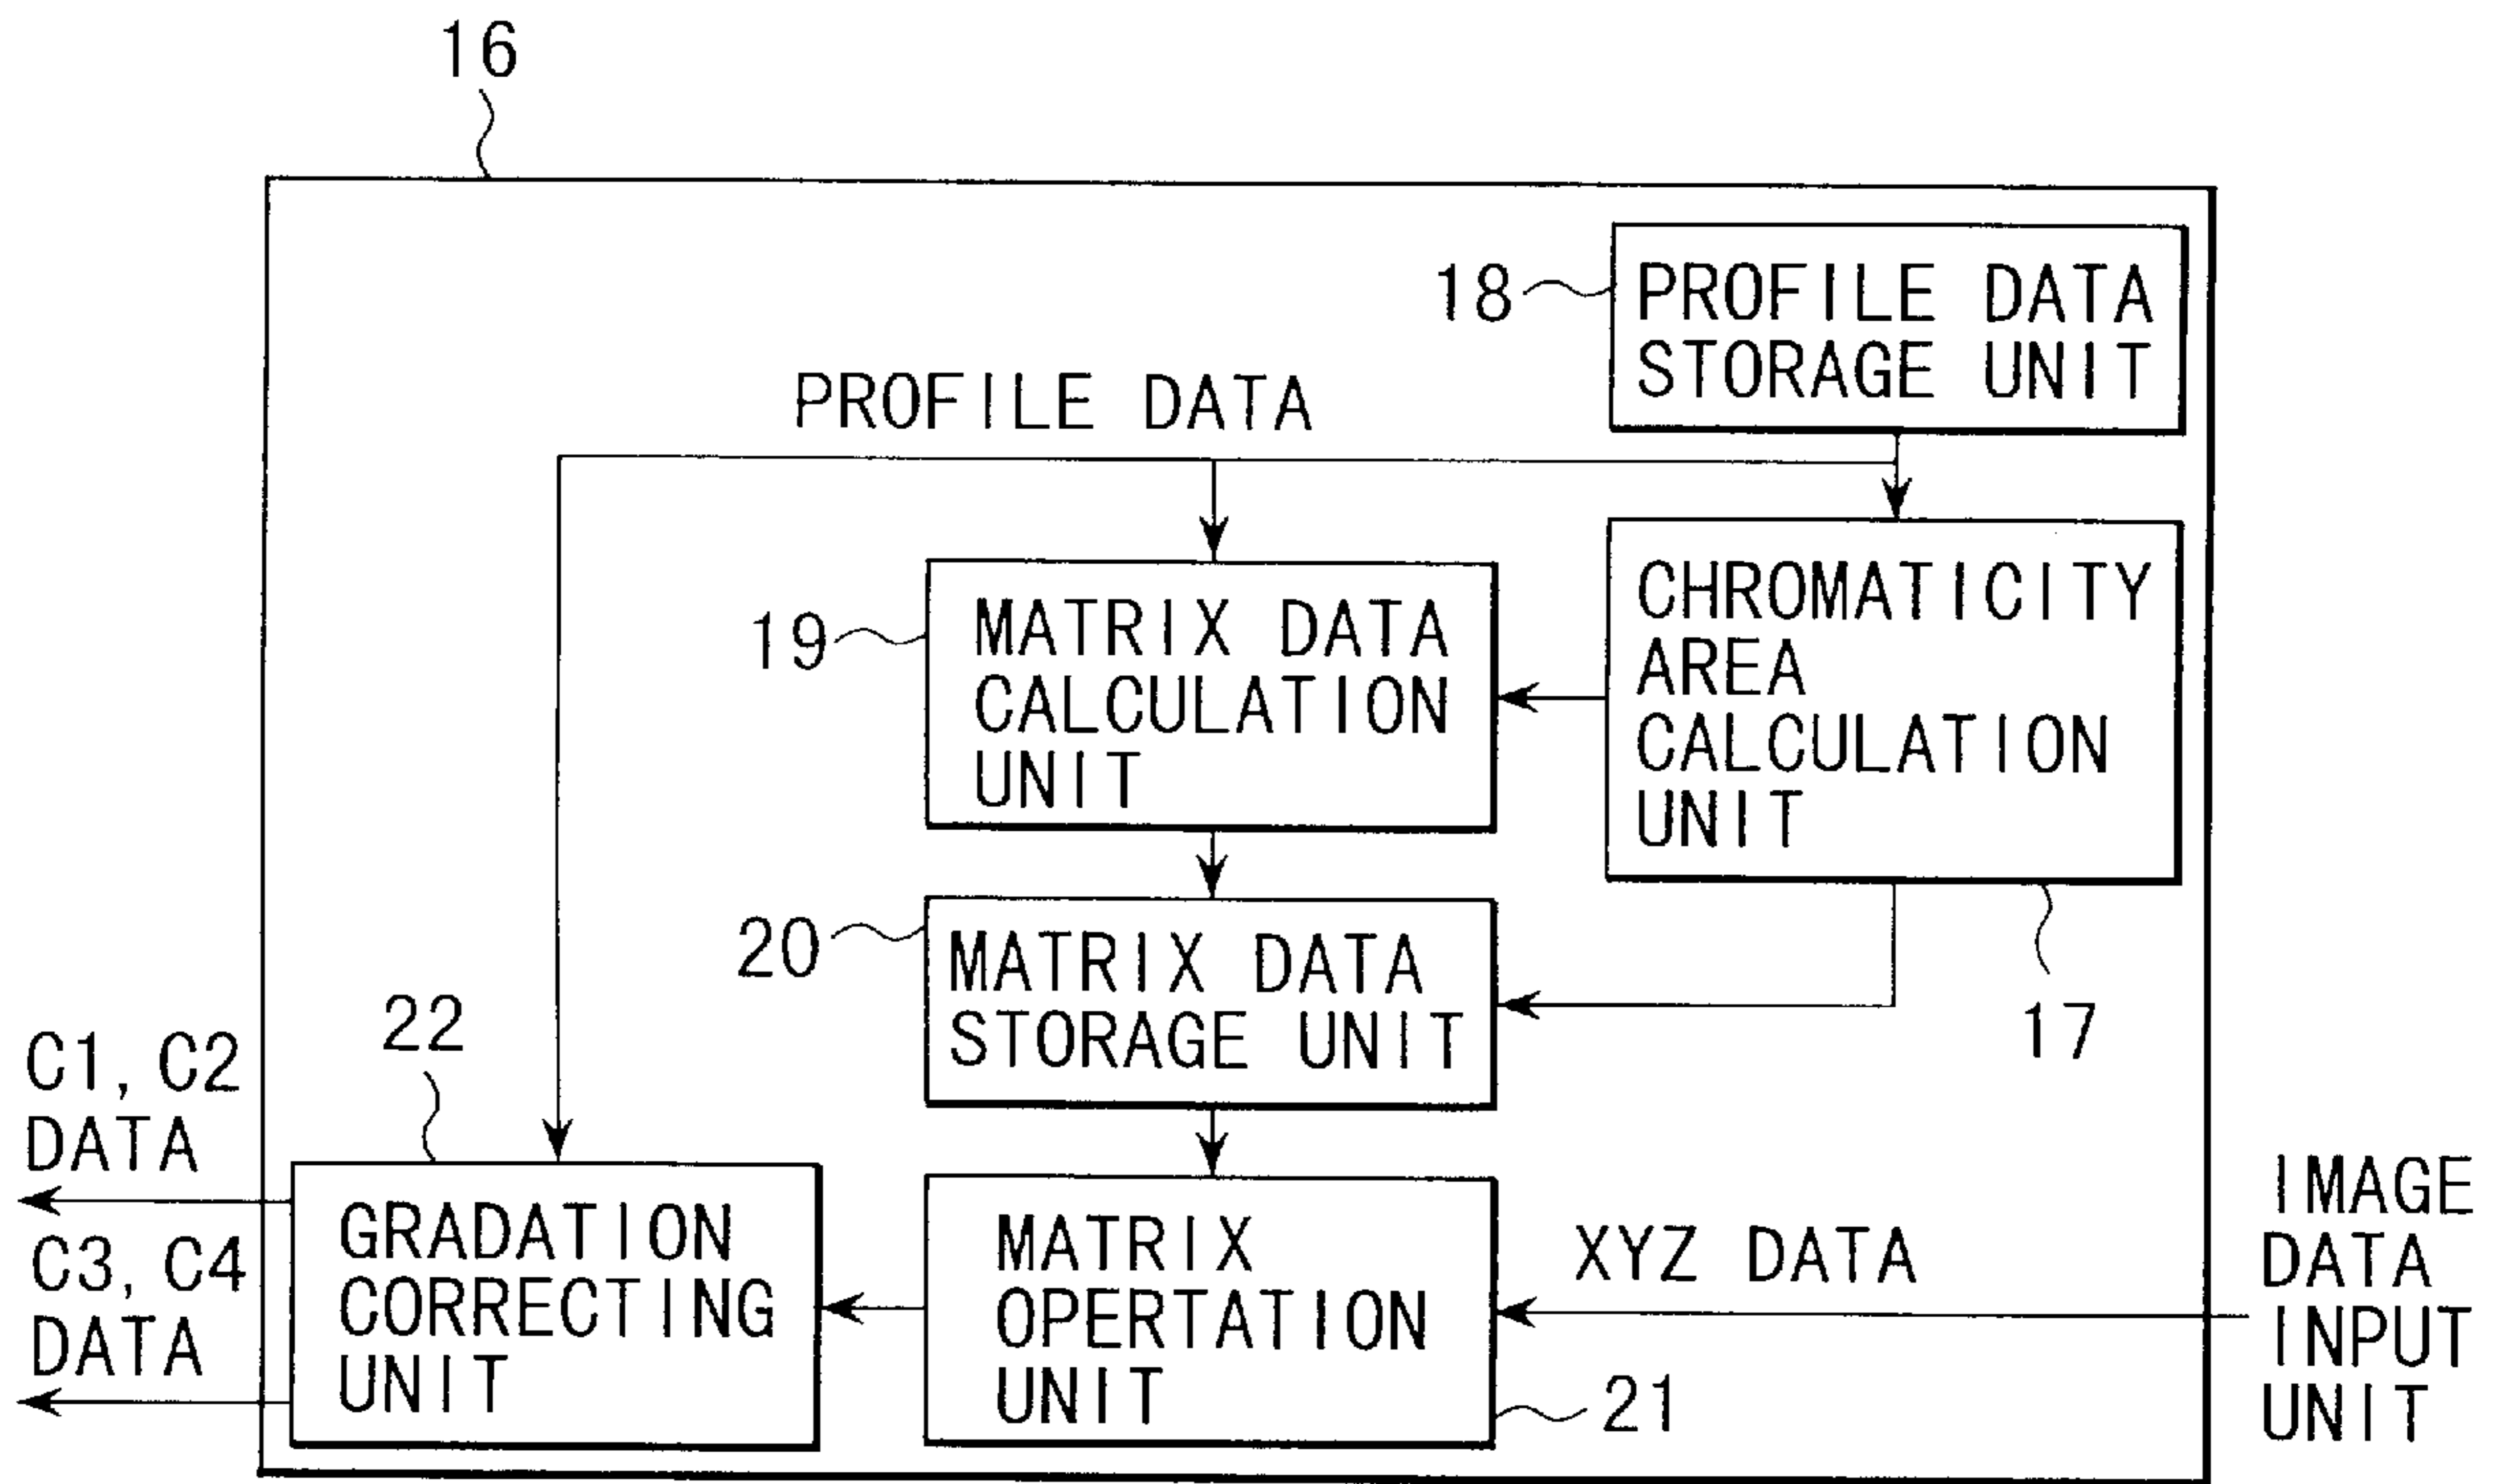 16
18
PROFILE DATA
STORAGE UNIT
PROFILE DATA
19
MATRIX DATA
CALCULATION
UNIT
CHROMATICITY
AREA
CALCULATION
UNIT
20
MATRIX DATA
STORAGE UNIT
17
22
C1, C2
DATA
C3, C4
DATA
GRADATION
CORRECTING
UNIT
MATRIX
OPERTATION
UNIT
21
XYZ DATA
IMAGE
DATA
INPUT
UNIT